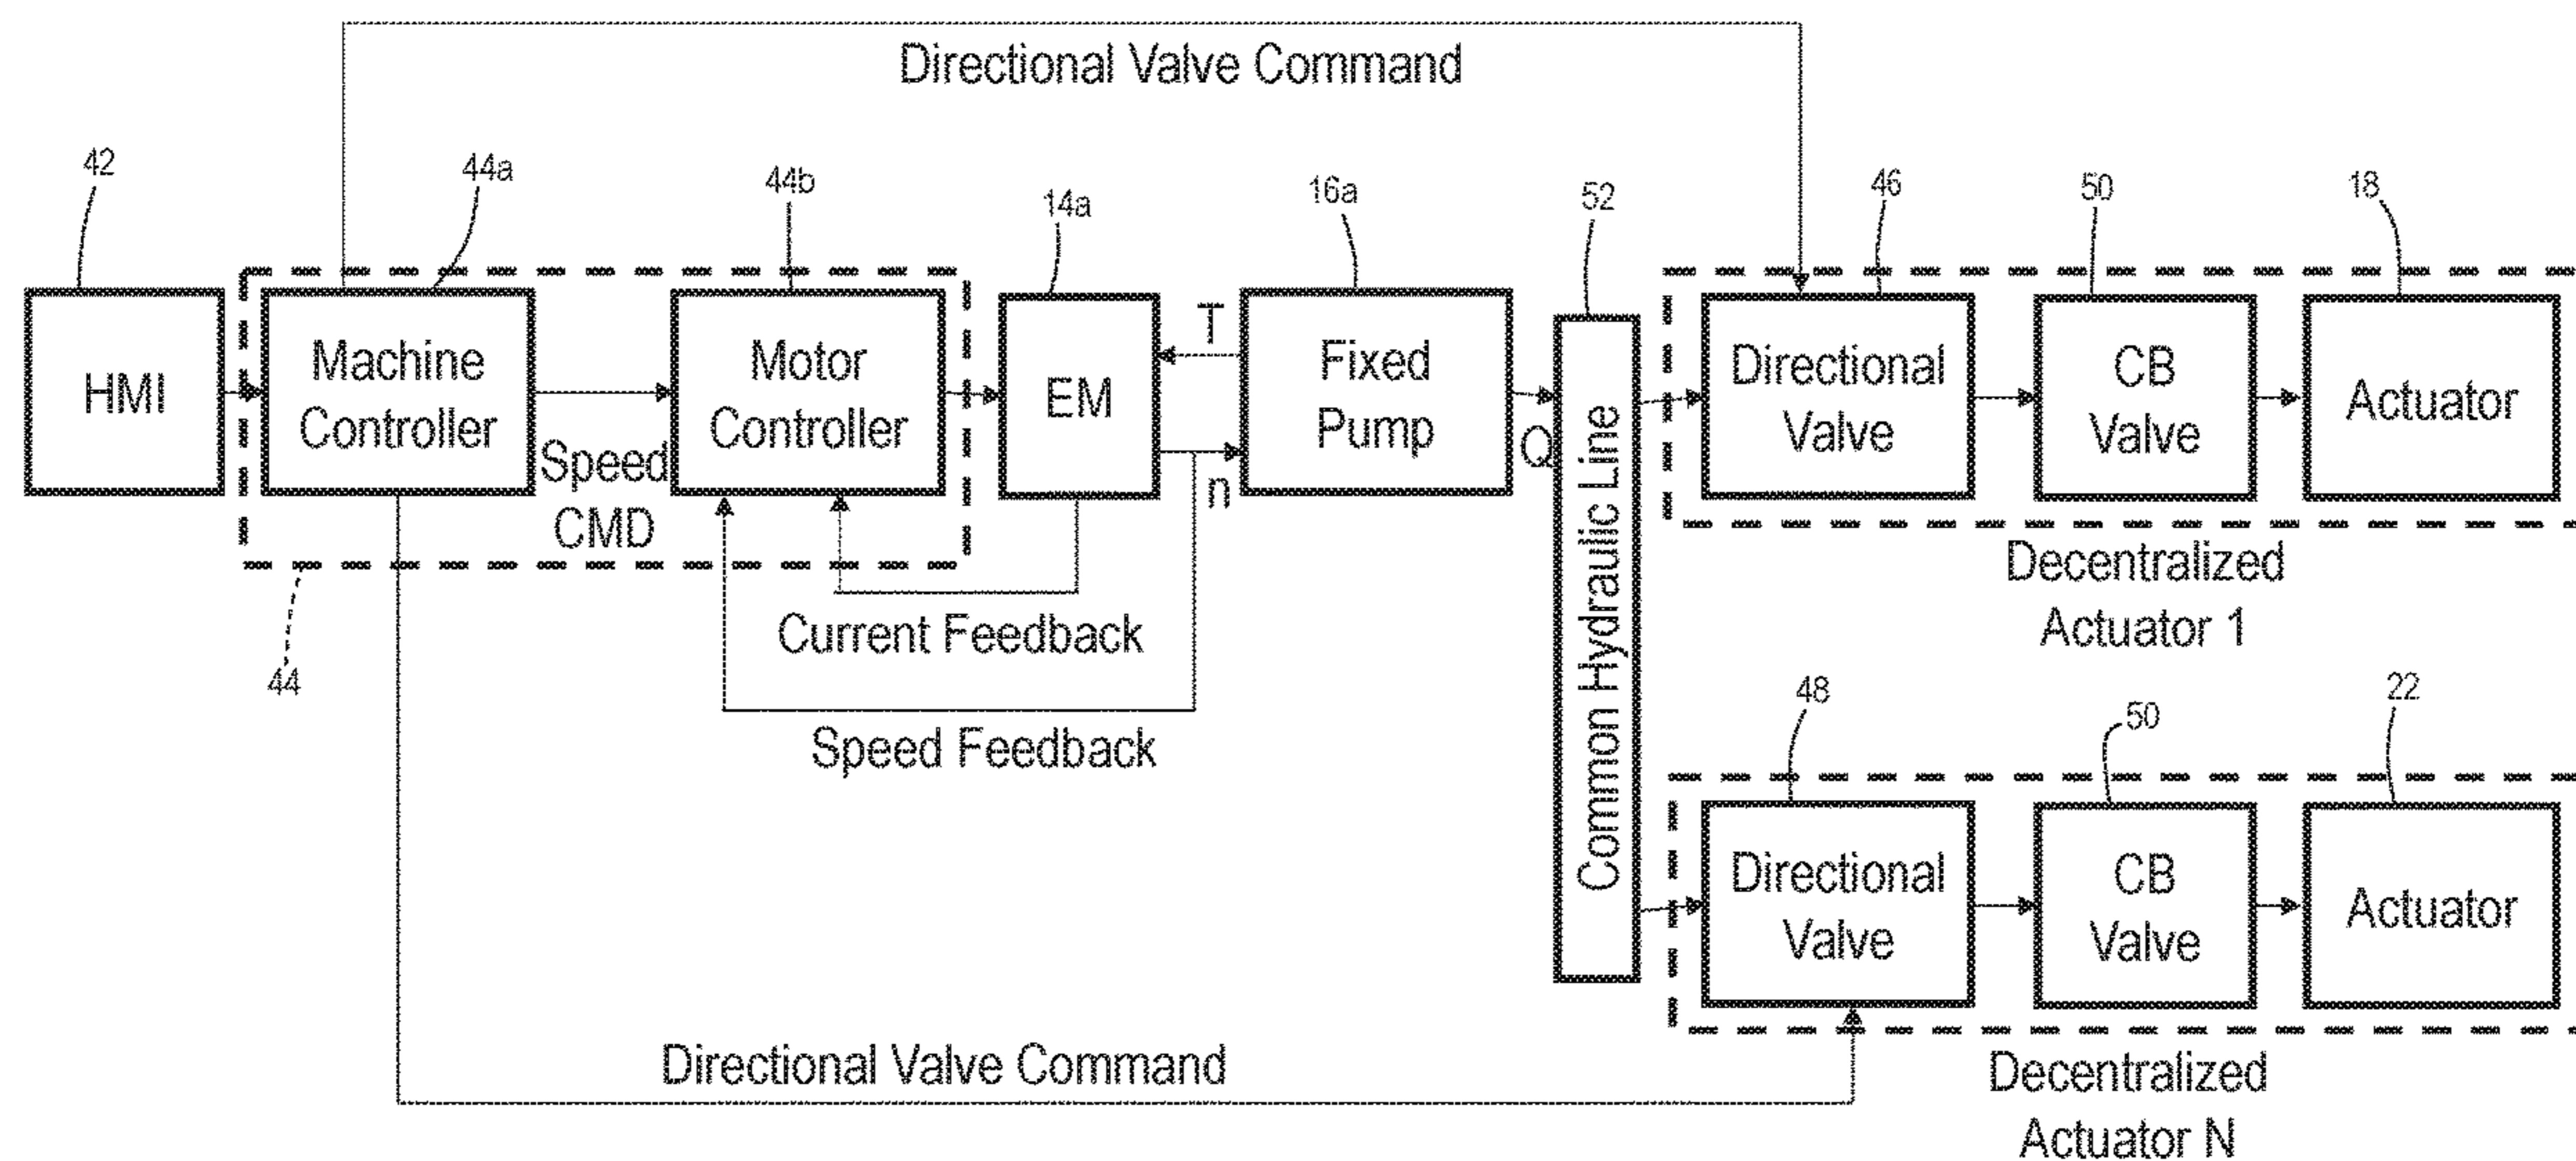 Directional Valve Command
42
44a
44b
14a
16a
52
46
50
18
HMI
Machine
Controller
Speed
CMD
Motor
Controller
EM
T
n
Fixed
Pump
Q
Common Hydraulic Line
Directional
Valve
CB
Valve
Actuator
Decentralized
Actuator 1
44
Current Feedback
Speed Feedback
48
50
22
Directional
Valve
CB
Valve
Actuator
Directional Valve Command
Decentralized
Actuator N